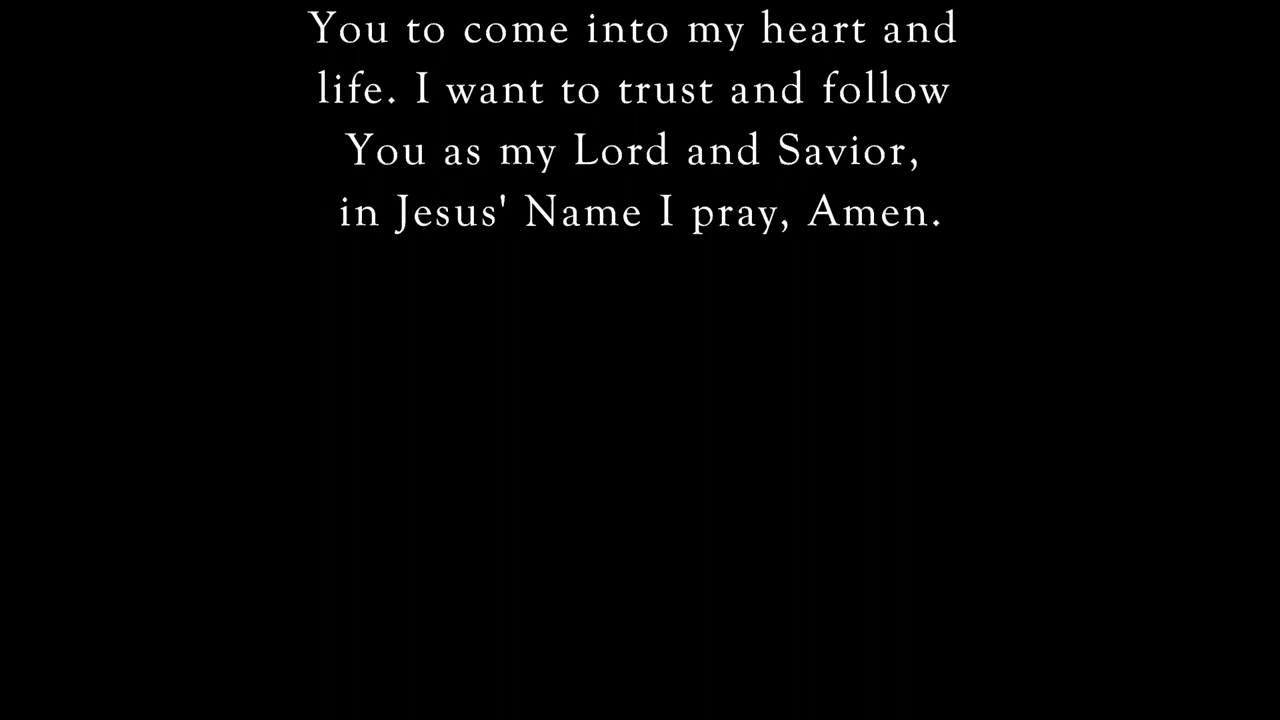 You to come into my heart and
life. I want to trust and follow
You as my Lord and Savior,
in Jesus' Name I pray, Amen.